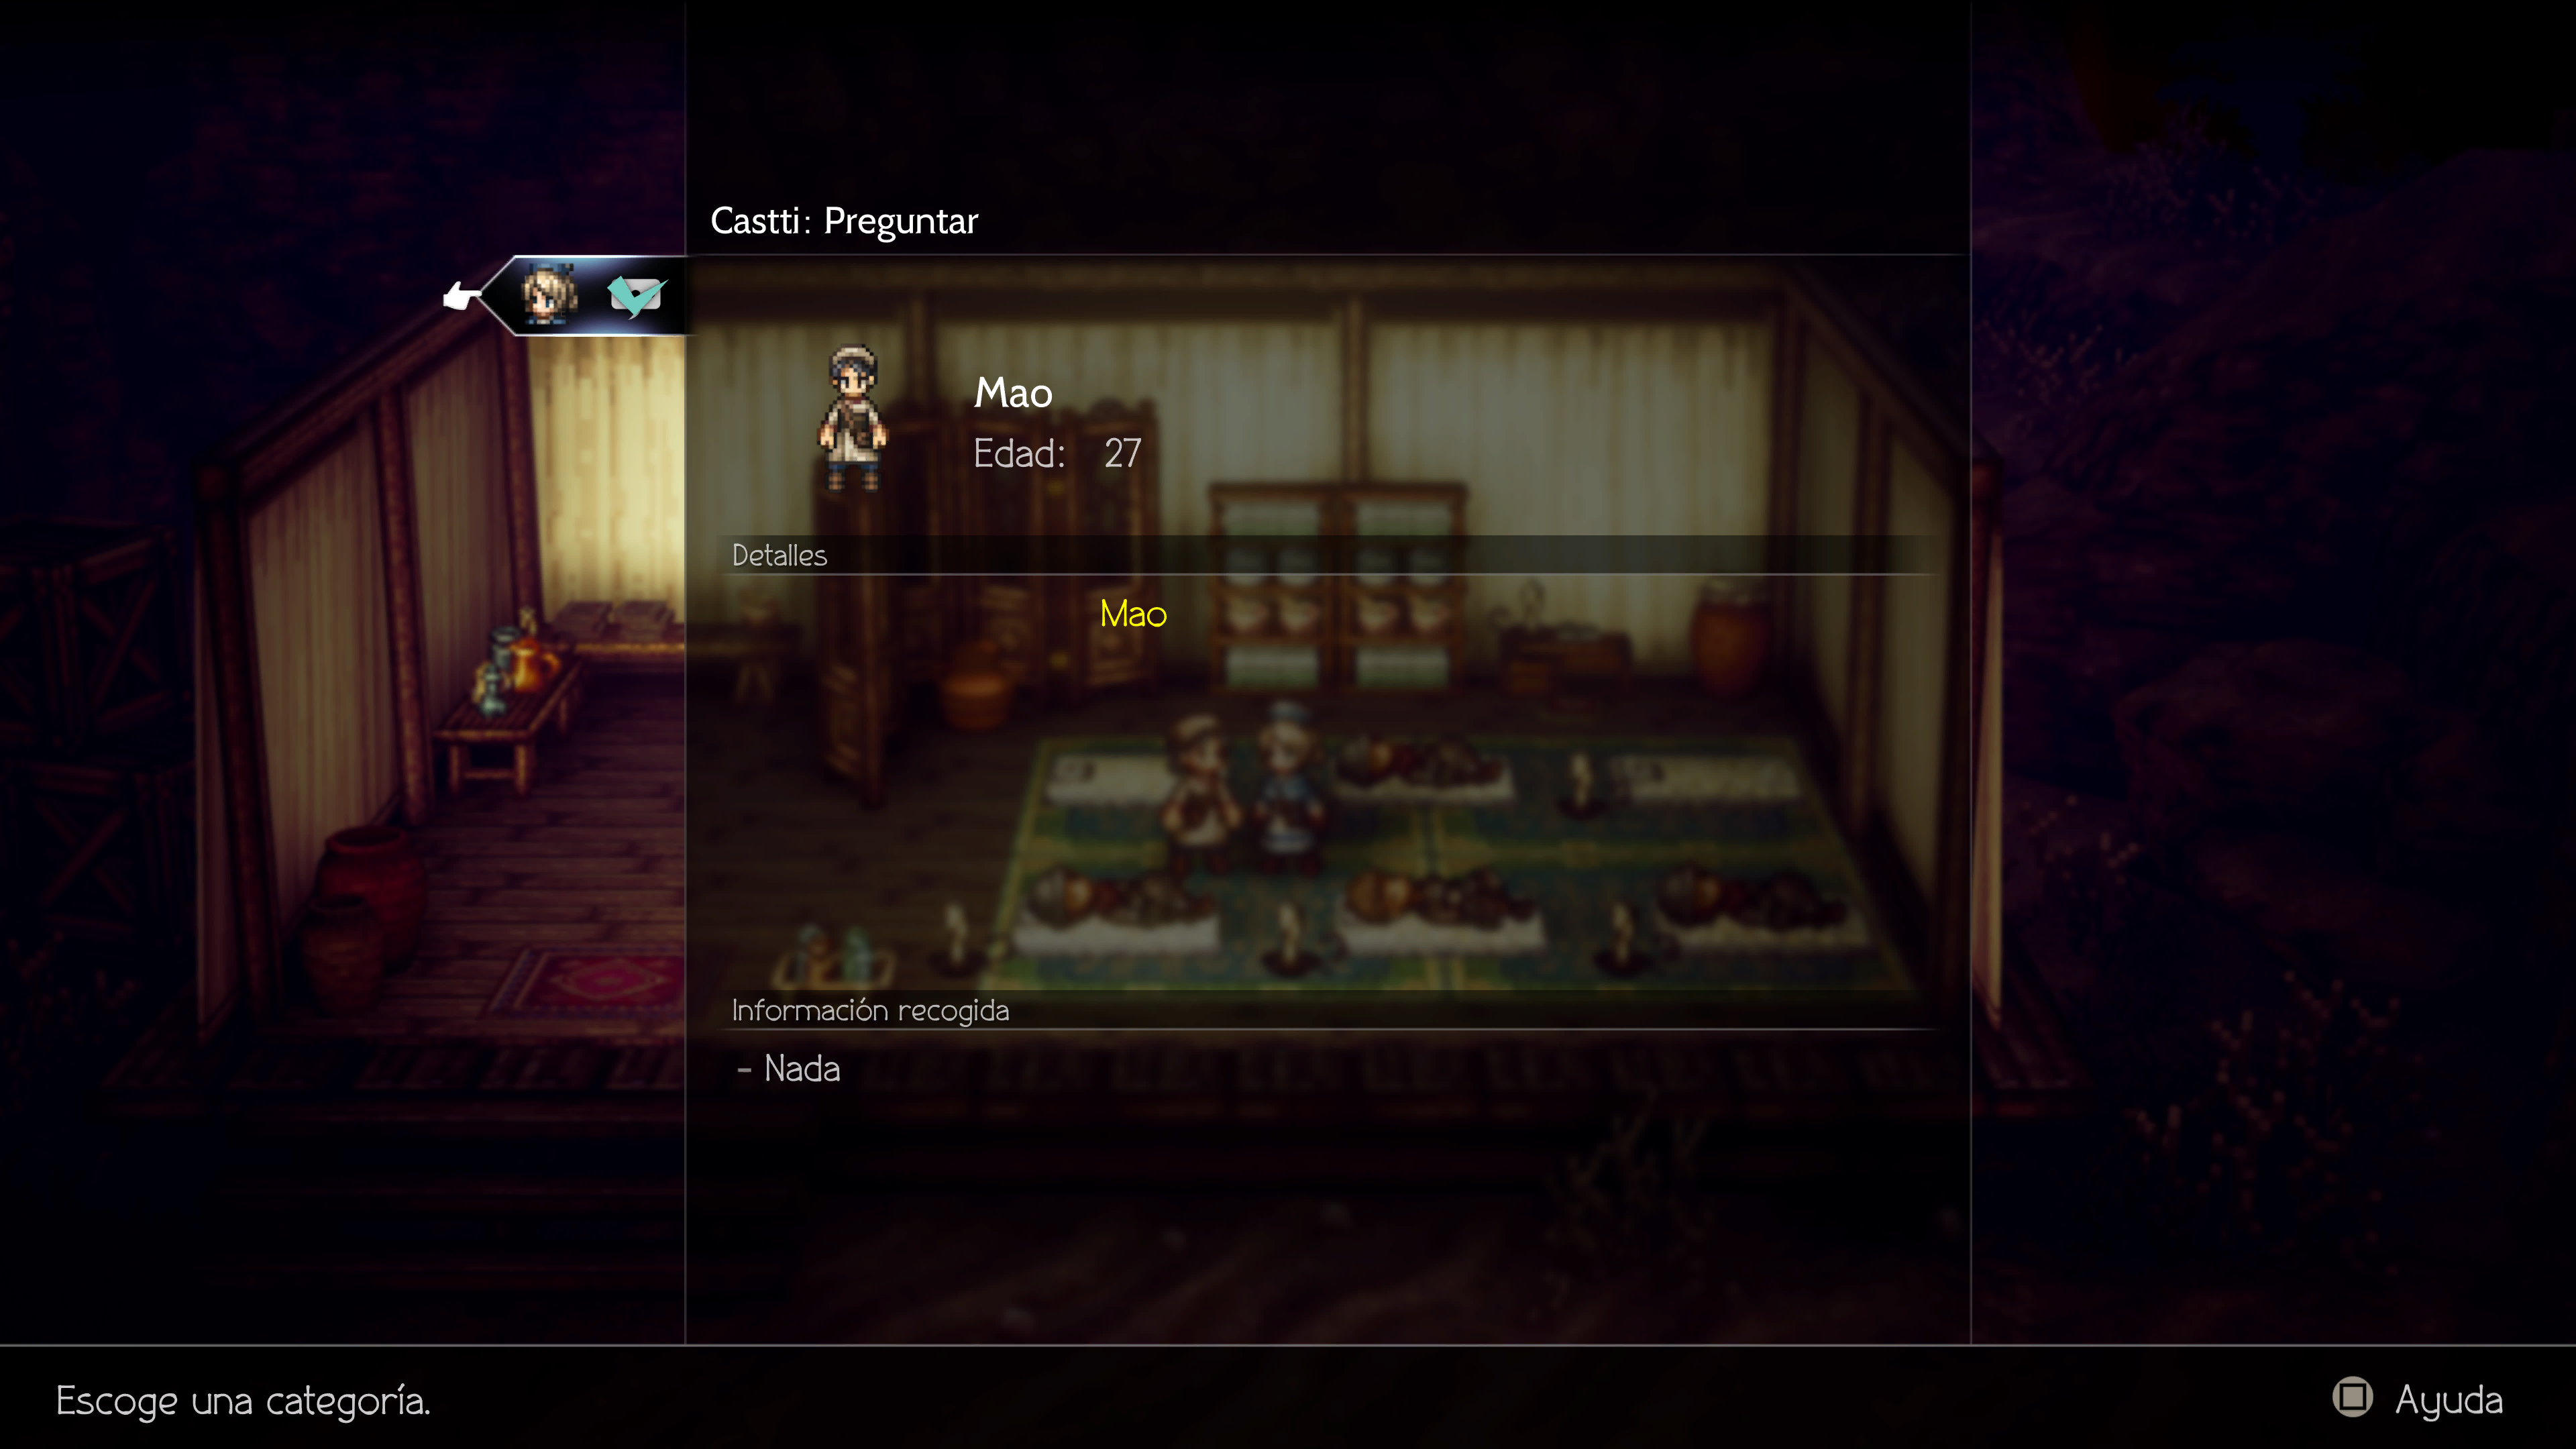 Castti: Preguntar
Mao
Edad: 27
Detalles
Mao
Información recogida
- Nada
Escoge una categoría.
Ayuda